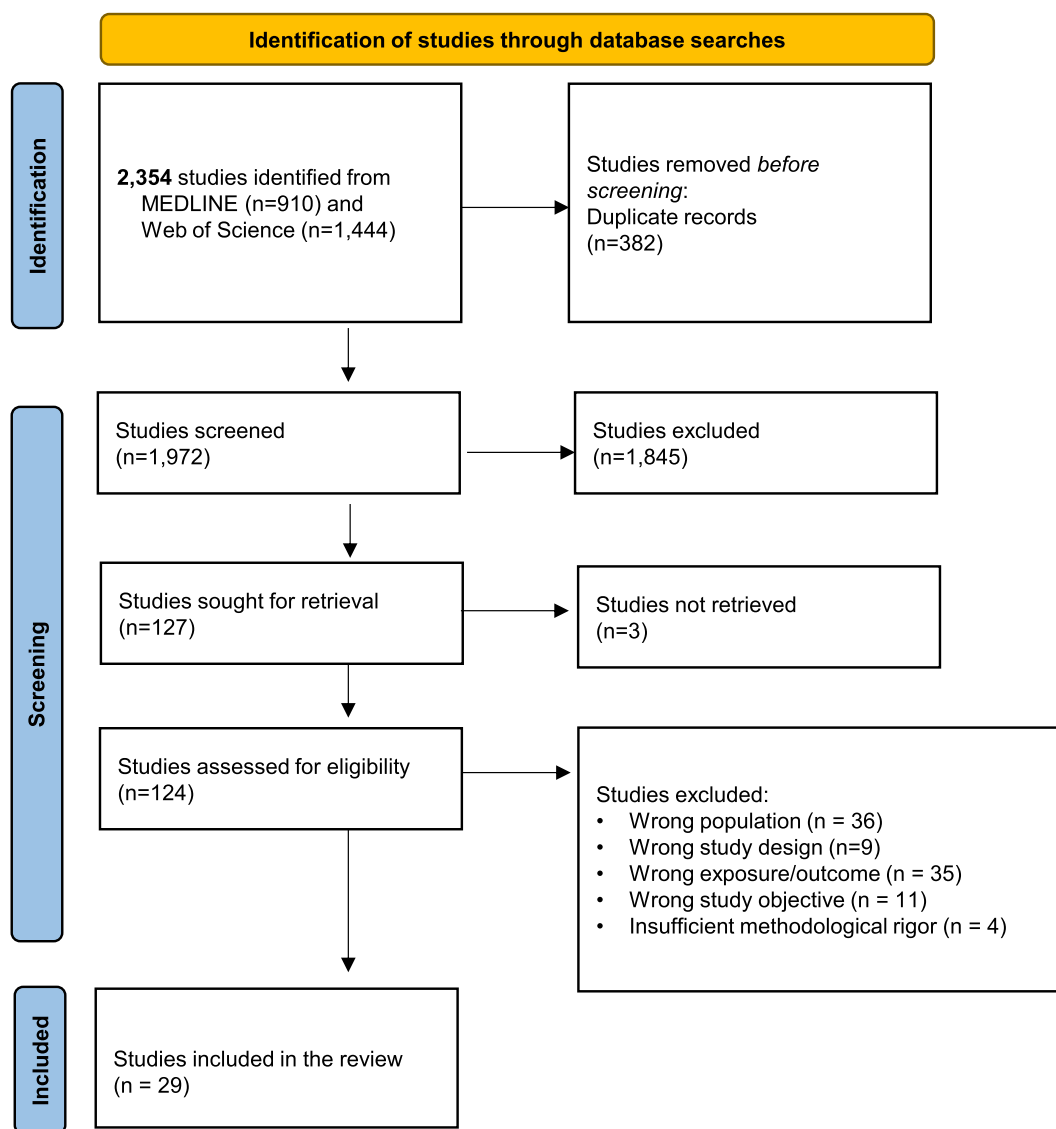 Identification of studies through database searches
Identification
2,354 studies identified from
MEDLINE (n=910) and
Web of Science (n=1,444)
Studies removed before
screening:
Duplicate records
(n=382)
Screening
Studies screened
(n=1,972)
Studies excluded
(n=1,845)
Studies sought for retrieval
(n=127)
Studies not retrieved
(n=3)
Studies assessed for eligibility
(n=124)
Studies excluded:
• Wrong population (n = 36)
• Wrong study design (n=9)
• Wrong exposure/outcome (n = 35)
• Wrong study objective (n = 11)
• Insufficient methodological rigor (n = 4)
Included
Studies included in the review
(n = 29)